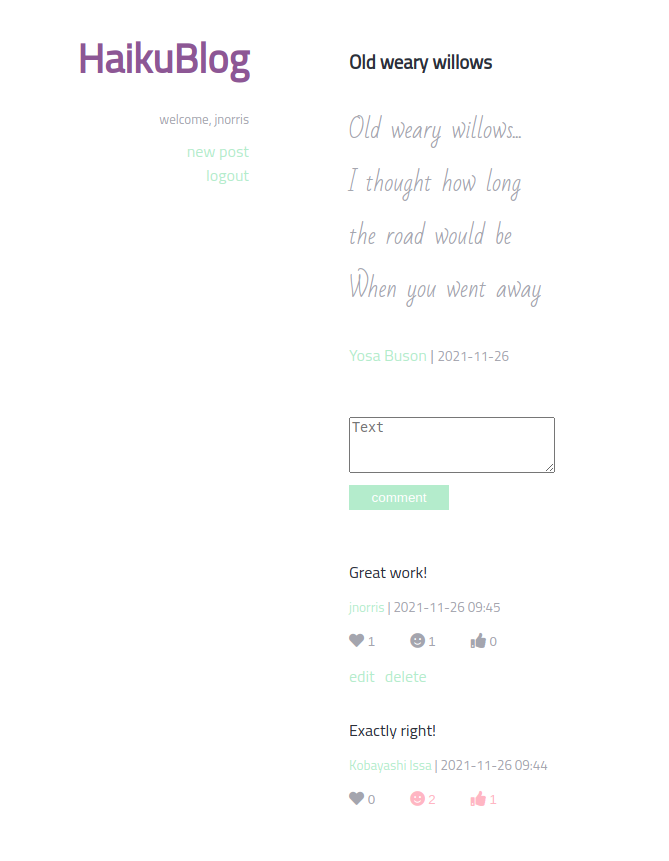 HaikuBlog
welcome, jnorris
new post
logout
Old weary willows
Old weary willows...
I thought how long
the road would be
When you went away
Yosa Buson | 2021-11-26
Text
comment
Great work!
jnorris | 2021-11-26 09:45
1 1 0
edit delete
Exactly right!
Kobayashi Issa | 2021-11-26 09:44
0 2 1